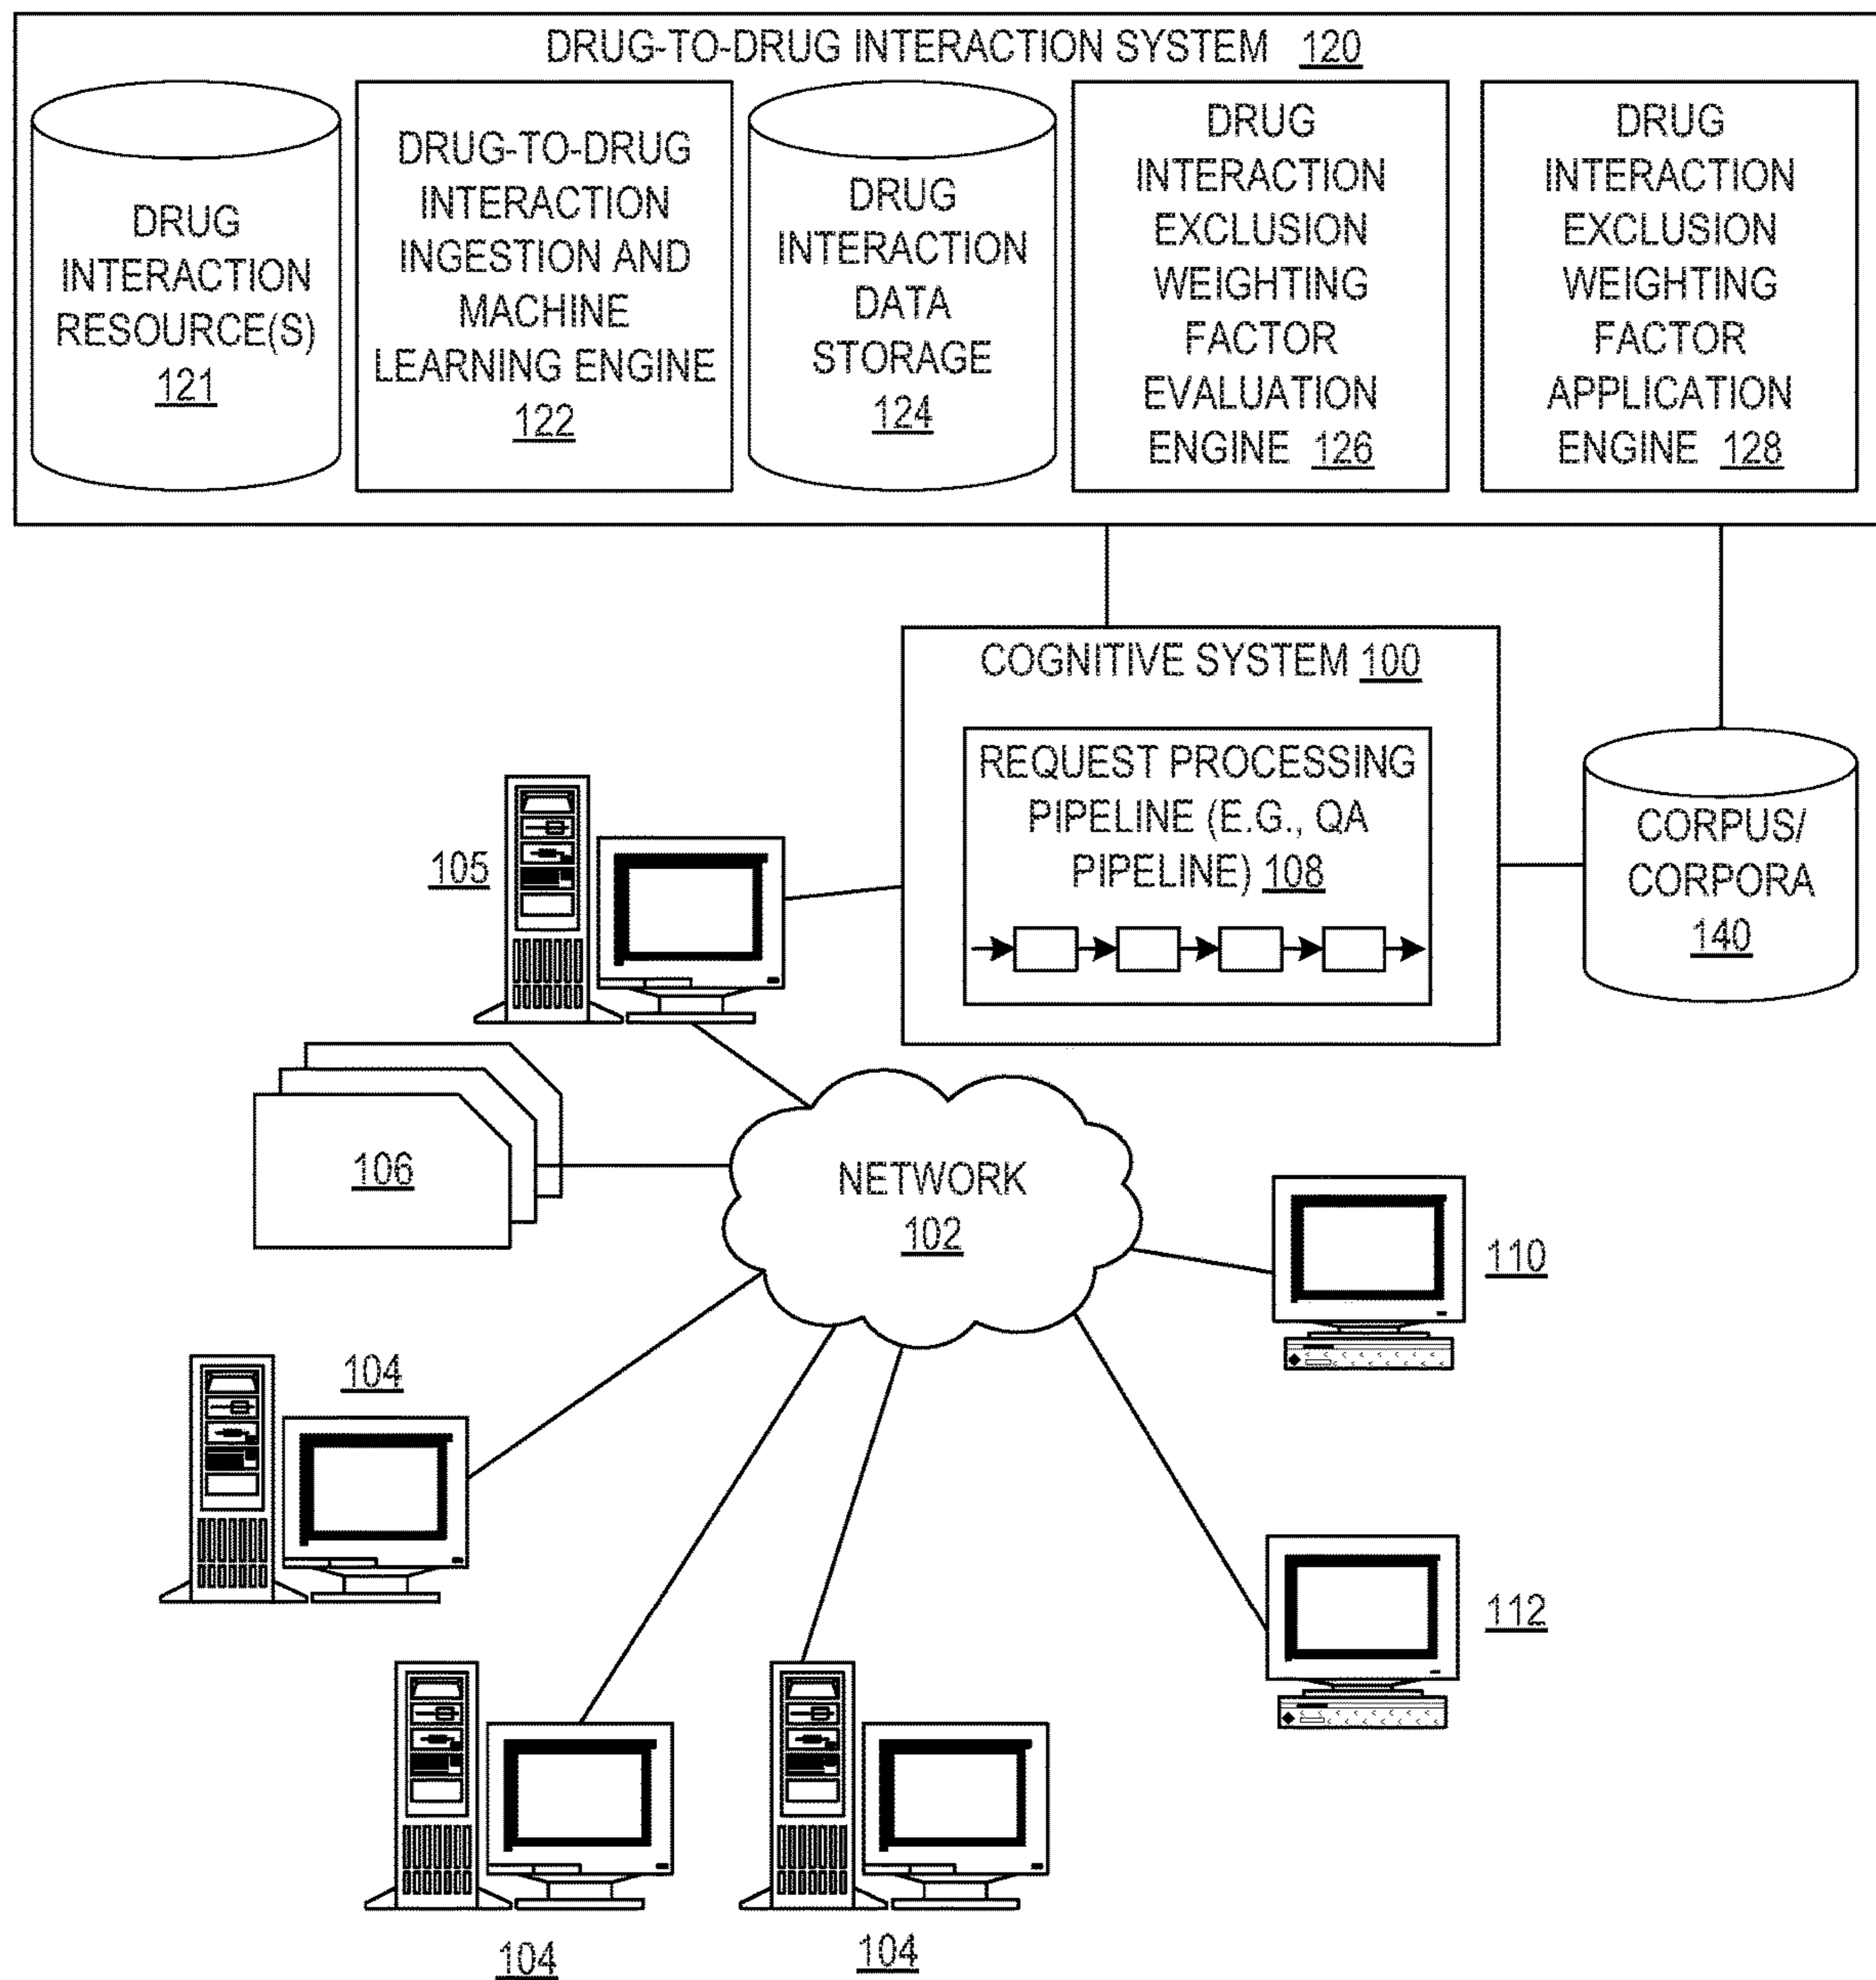 DRUG-TO-DRUG INTERACTION SYSTEM 120
DRUG
INTERACTION
RESOURCE(S)
121
DRUG-TO-DRUG
INTERACTION
INGESTION AND
MACHINE
LEARNING ENGINE
122
DRUG
INTERACTION
DATA
STORAGE
124
DRUG
INTERACTION
EXCLUSION
WEIGHTING
FACTOR
EVALUATION
ENGINE 126
DRUG
INTERACTION
EXCLUSION
WEIGHTING
FACTOR
APPLICATION
ENGINE 128
COGNITIVE SYSTEM 100
REQUEST PROCESSING
PIPELINE (E.G., QA
PIPELINE) 108
CORPUS/
CORPORA
140
105
106
NETWORK
102
110
104
112
104
104